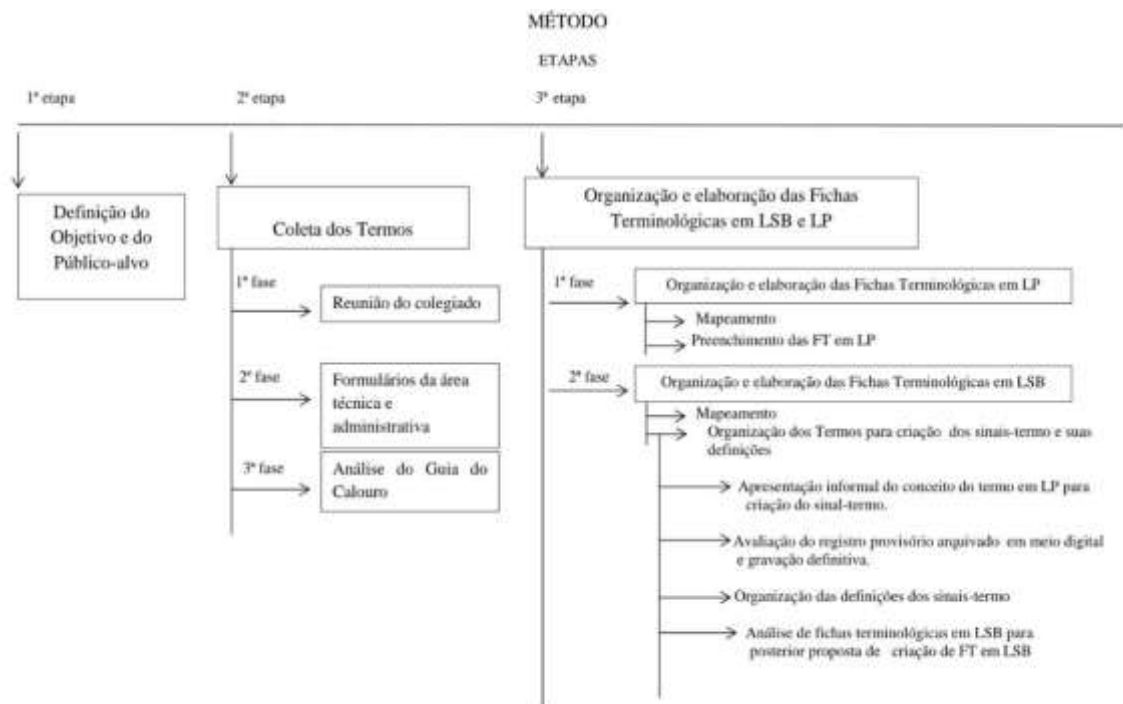 MÉTODO
ETAPAS
1ª etapa
2ª etapa
3ª etapa
Definição do
Objetivo e do
Público-alvo
Coleta dos Termos
1ª fase
Reunião do colegiado
2ª fase
Formulários da área
técnica e
administrativa
3ª fase
Análise do Guia do
Calouro
Organização e elaboração das Fichas
Terminológicas em LSB e LP
1ª fase
Organização e elaboração das Fichas Terminológicas em LP
Mapeamento
Preenchimento das FT em LP
2ª fase
Organização e elaboração das Fichas Terminológicas em LSB
Mapeamento
Organização dos Termos para criação dos sinais-termo e suas
definições
Apresentação informal do conceito do termo em LP para
criação do sinal-termo.
Avaliação do registro provisório arquivado em meio digital
e gravação definitiva.
Organização das definições dos sinais-termo
Análise de fichas terminológicas em LSB para
posterior proposta de criação de FT em LSB